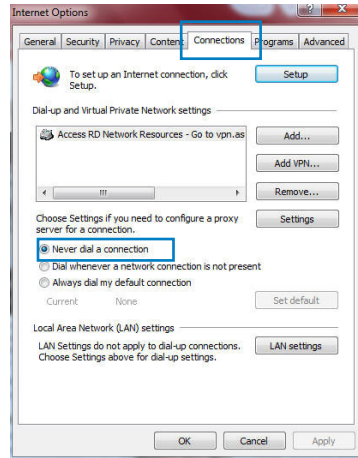 Internet Options
General Security Privacy Content Connections Programs Advanced
To set up an Internet connection, click
Setup.
Setup
Dial-up and Virtual Private Network settings
Access RD Network Resources - Go to vpn.as
Add...
Add VPN...
Remove...
Choose Settings if you need to configure a proxy
server for a connection.
Settings
Never dial a connection
Dial whenever a network connection is not present
Always dial my default connection
Current None
Set default
Local Area Network (LAN) settings
LAN Settings do not apply to dial-up connections.
Choose Settings above for dial-up settings.
LAN settings
OK Cancel Apply